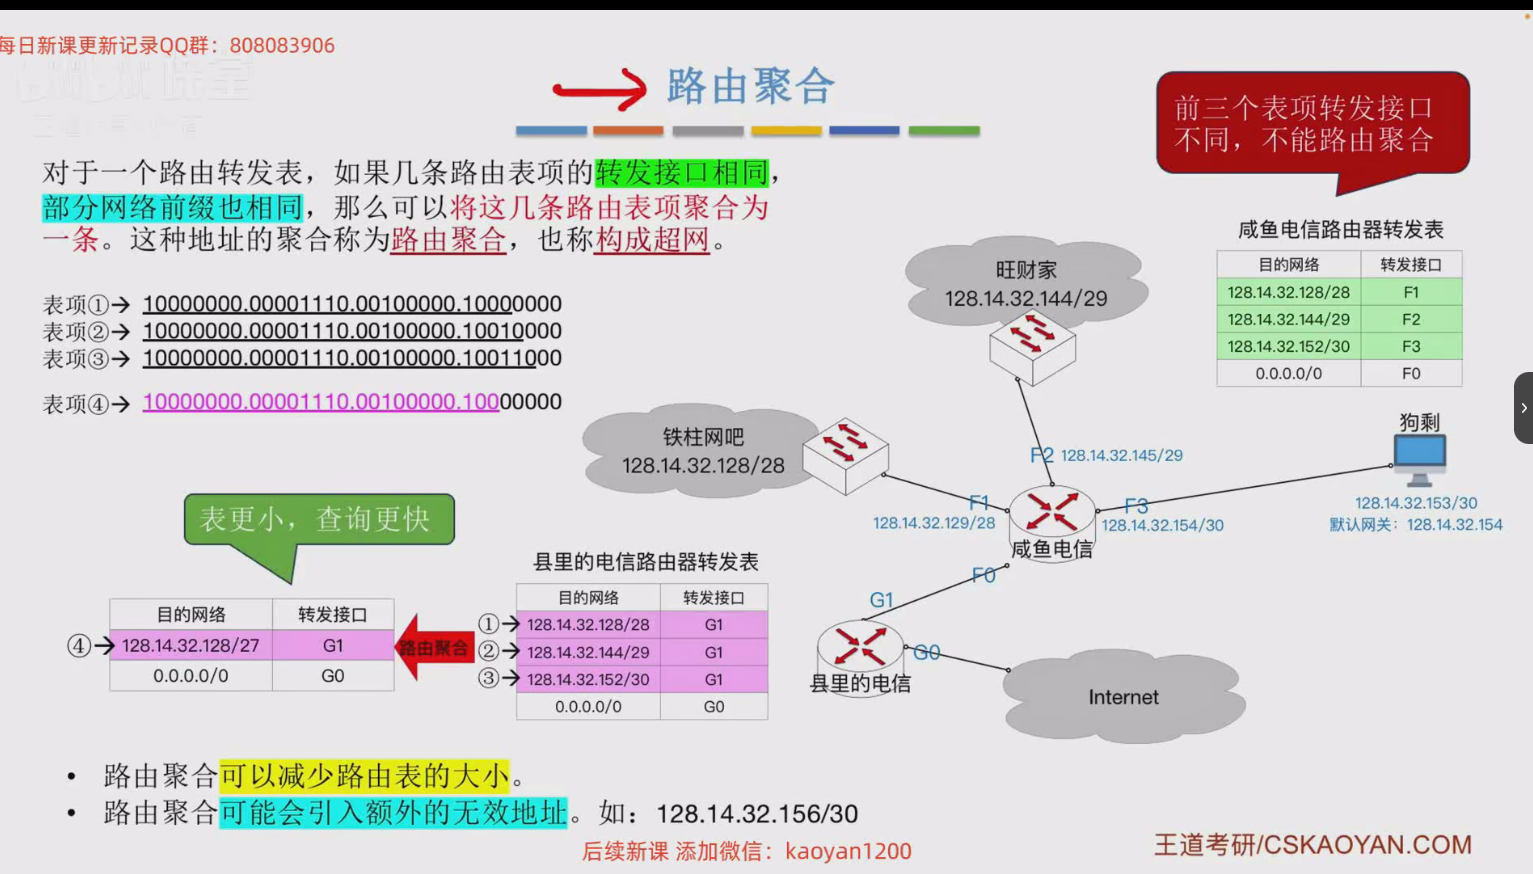 每日新课更新记录QQ群：808083906
路由聚合
前三个表项转发接口
不同，不能路由聚合
对于一个路由转发表，如果几条路由表项的转发接口相同，
部分网络前缀也相同，那么可以将这几条路由表项聚合为
一条。这种地址的聚合称为路由聚合，也称构成超网。
表项①→ 10000000.00001110.00100000.10000000
表项②→ 10000000.00001110.00100000.10010000
表项③→ 10000000.00001110.00100000.10011000
表项④→ 10000000.00001110.00100000.10000000
咸鱼电信路由器转发表
目的网络 转发接口
128.14.32.128/28 F1
128.14.32.144/29 F2
128.14.32.152/30 F3
0.0.0.0/0 F0
旺财家
128.14.32.144/29
铁柱网吧
128.14.32.128/28
狗剩
F2 128.14.32.145/29
F1
128.14.32.129/28
F3
128.14.32.154/30
128.14.32.153/30
默认网关：128.14.32.154
咸鱼电信
F0
G1
G0
县里的电信
Internet
表更小，查询更快
县里的电信路由器转发表
目的网络 转发接口
①→ 128.14.32.128/28 G1
②→ 128.14.32.144/29 G1
③→ 128.14.32.152/30 G1
0.0.0.0/0 G0
路由聚合
目的网络 转发接口
④→ 128.14.32.128/27 G1
0.0.0.0/0 G0
• 路由聚合可以减少路由表的大小。
• 路由聚合可能会引入额外的无效地址。如：128.14.32.156/30
后续新课 添加微信：kaoyan1200
王道考研/CSKAOYAN.COM